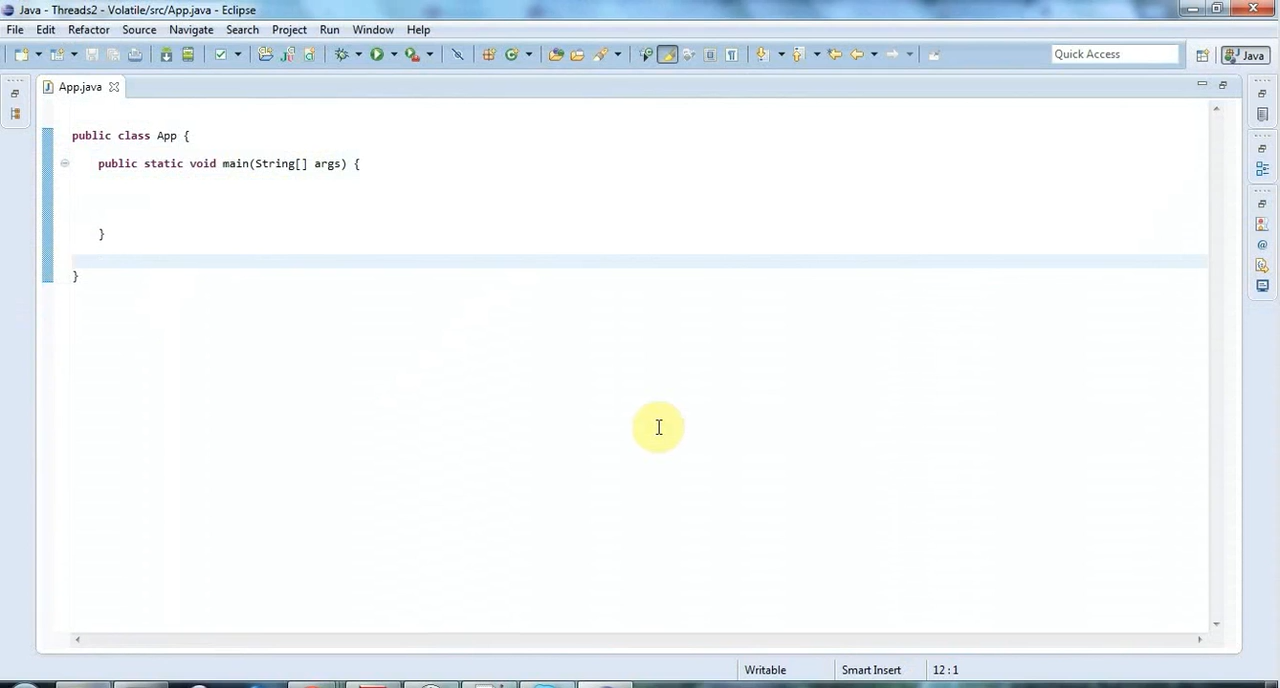 Java - Threads2 - Volatile/src/App.java - Eclipse
File Edit Refactor Source Navigate Search Project Run Window Help
Quick Access
Java
App.java
public class App {
public static void main(String[] args) {
}
}
Writable
Smart Insert
12 : 1